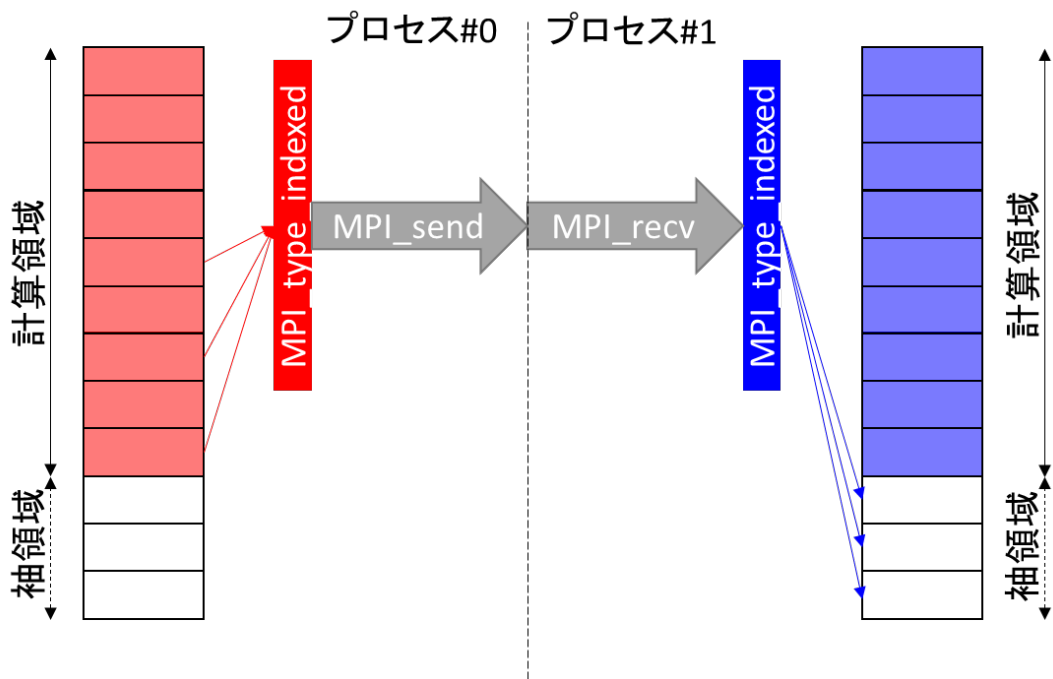 プロセス#0
プロセス#1
計算領域
袖領域
MPI_type_indexed
MPI_send
MPI_recv
MPI_type_indexed
計算領域
袖領域